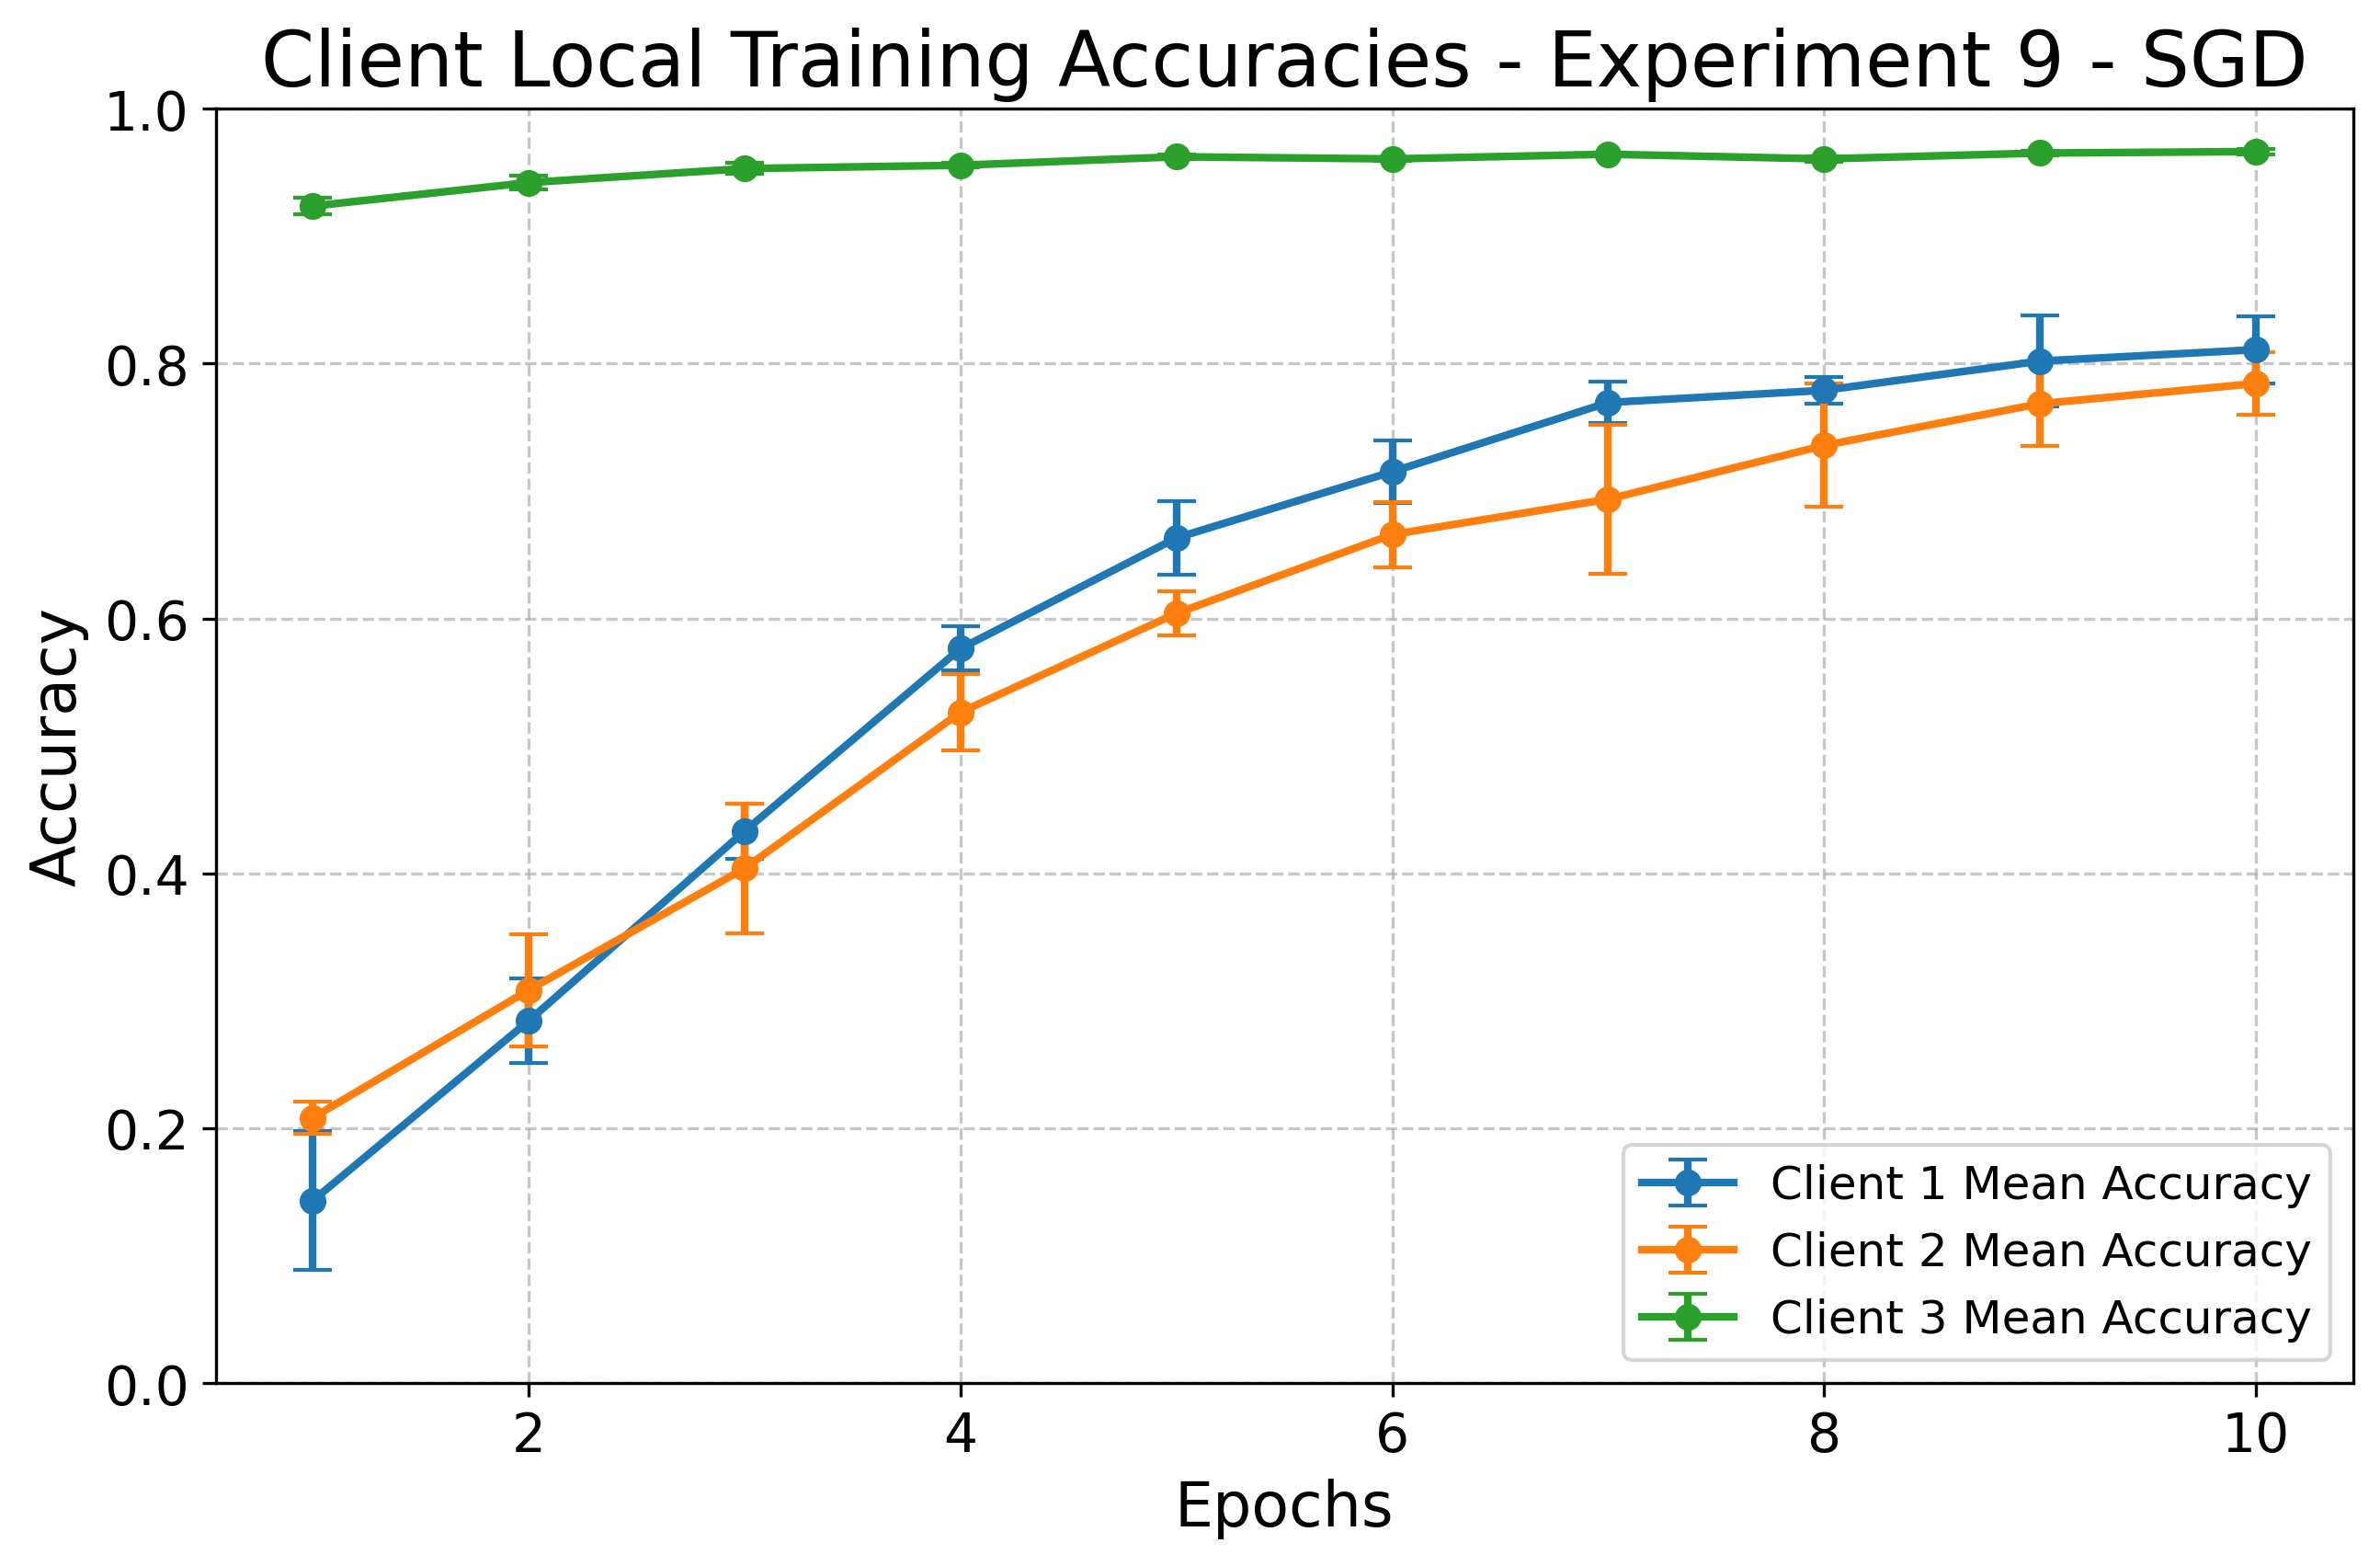 Client Local Training Accuracies - Experiment 9 - SGD
1.0
0.8
0.6
0.4
0.2
0.0
Accuracy
2
4
6
8
10
Epochs
Client 1 Mean Accuracy
Client 2 Mean Accuracy
Client 3 Mean Accuracy